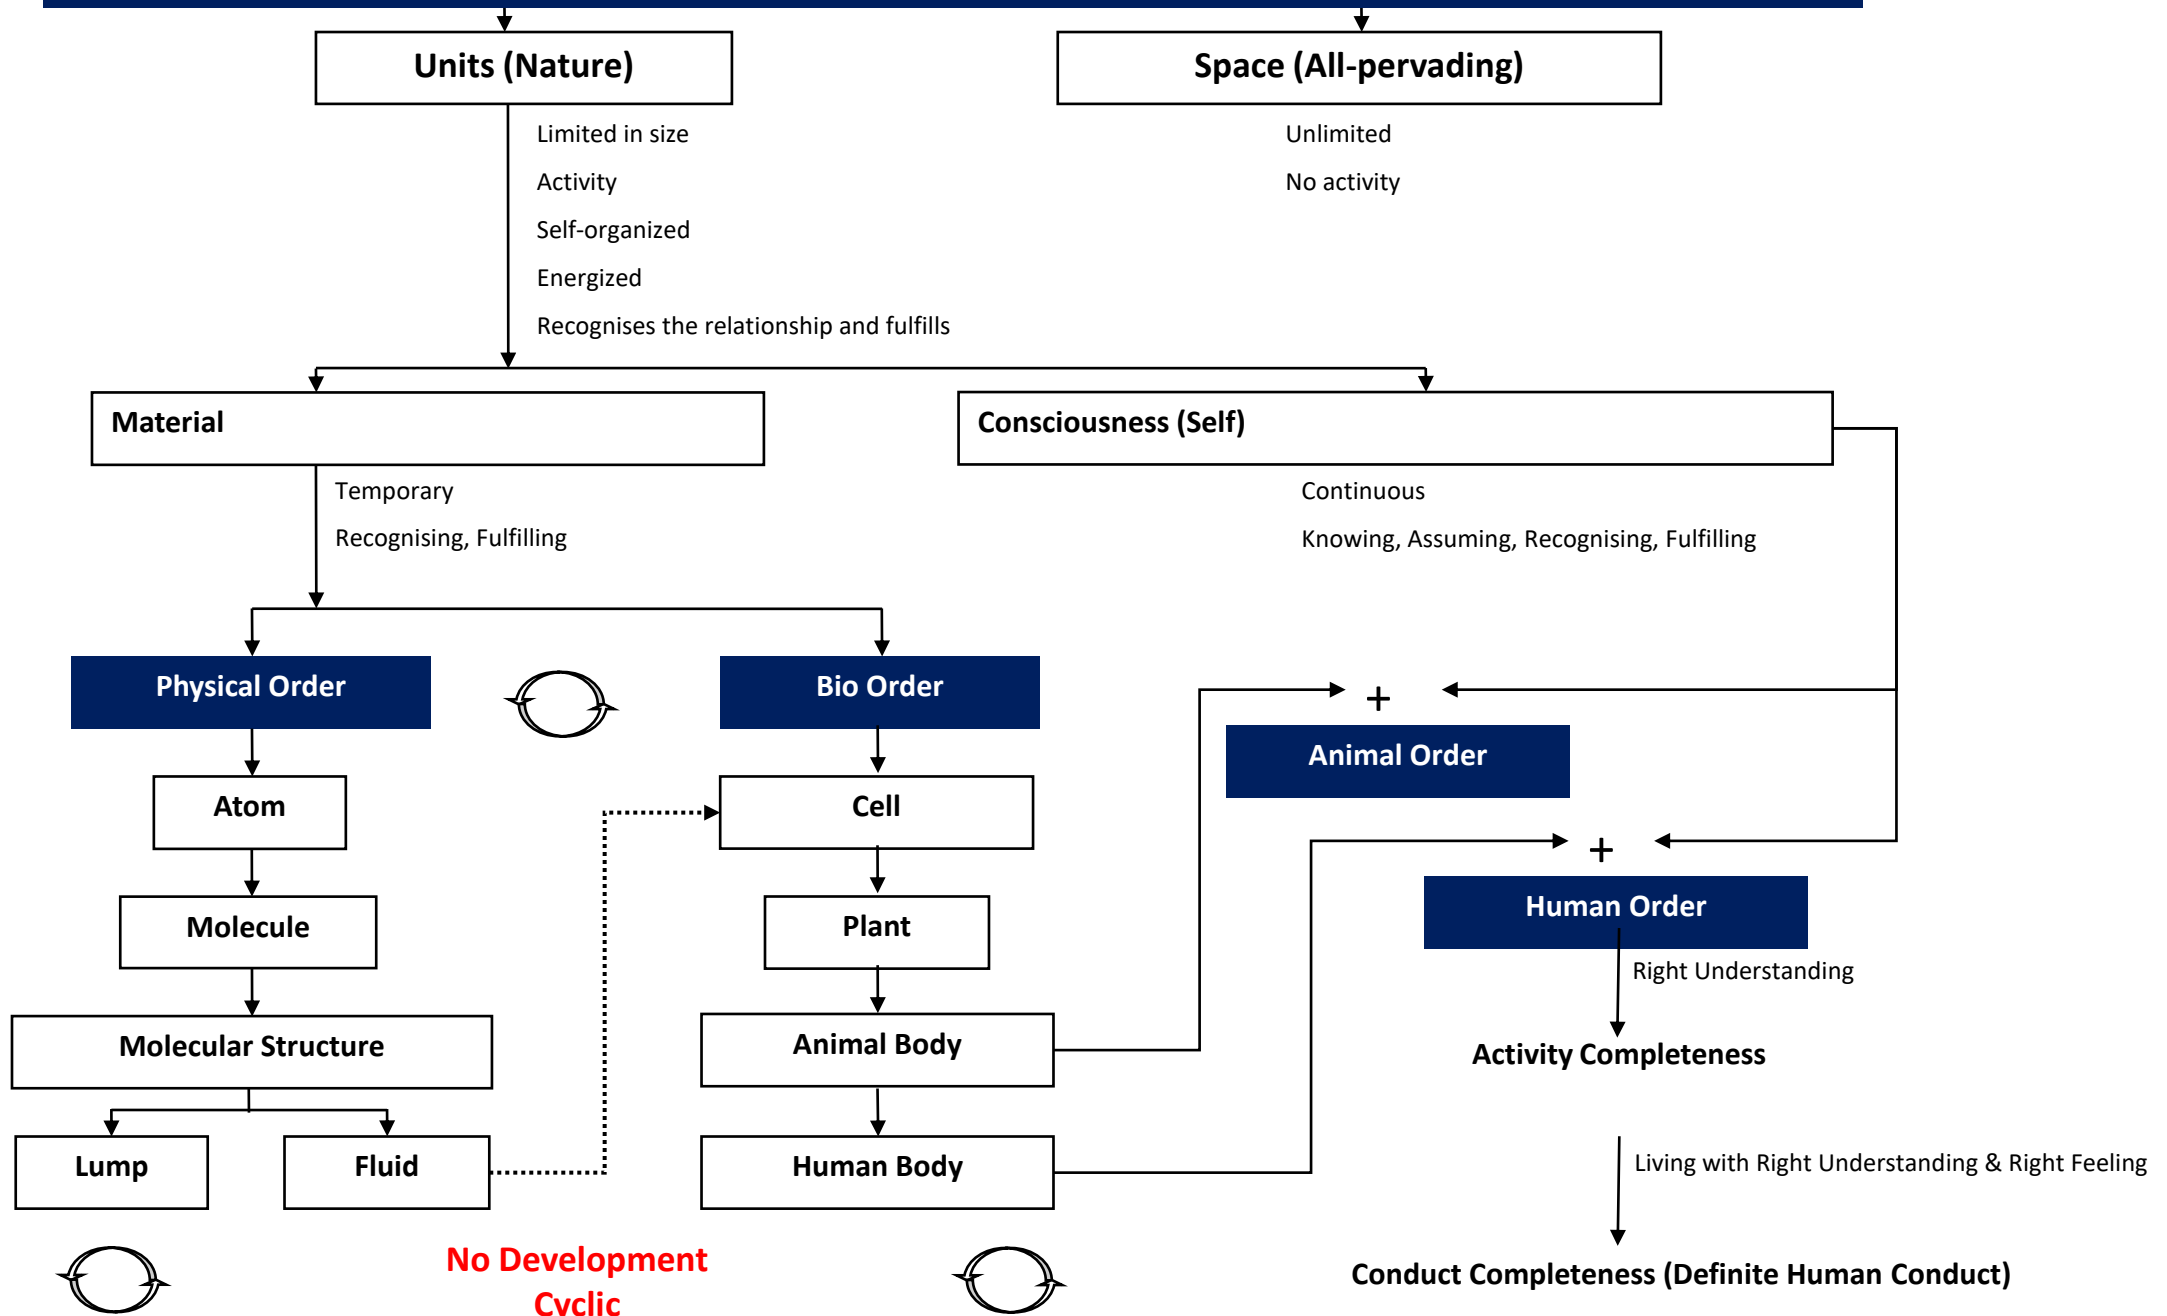 Units (Nature)
Space (All-pervading)
Limited in size
Activity
Self-organized
Energized
Recognises the relationship and fulfills
Unlimited
No activity
Material
Consciousness (Self)
Temporary
Recognising, Fulfilling
Continuous
Knowing, Assuming, Recognising, Fulfilling
Physical Order
Bio Order
+
Animal Order
Atom
Cell
+
Human Order
Molecule
Plant
Right Understanding
Molecular Structure
Animal Body
Activity Completeness
Lump
Fluid
Human Body
Living with Right Understanding & Right Feeling
No Development
Cyclic
Conduct Completeness (Definite Human Conduct)